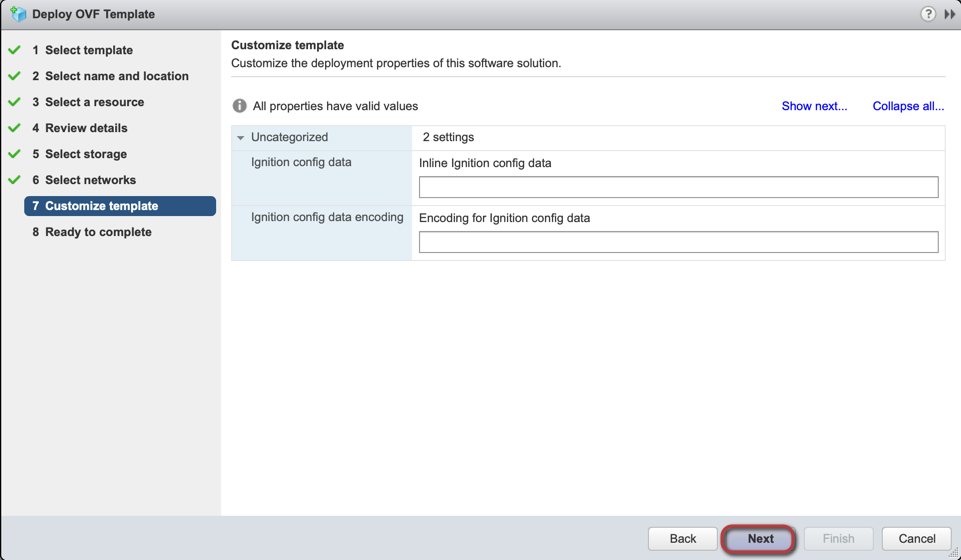 Deploy OVF Template
?
1 Select template
2 Select name and location
3 Select a resource
4 Review details
5 Select storage
6 Select networks
7 Customize template
8 Ready to complete
Customize template
Customize the deployment properties of this software solution.
All properties have valid values
Show next...
Collapse all...
Uncategorized
2 settings
Ignition config data
Inline Ignition config data
Ignition config data encoding
Encoding for Ignition config data
Back
Next
Finish
Cancel